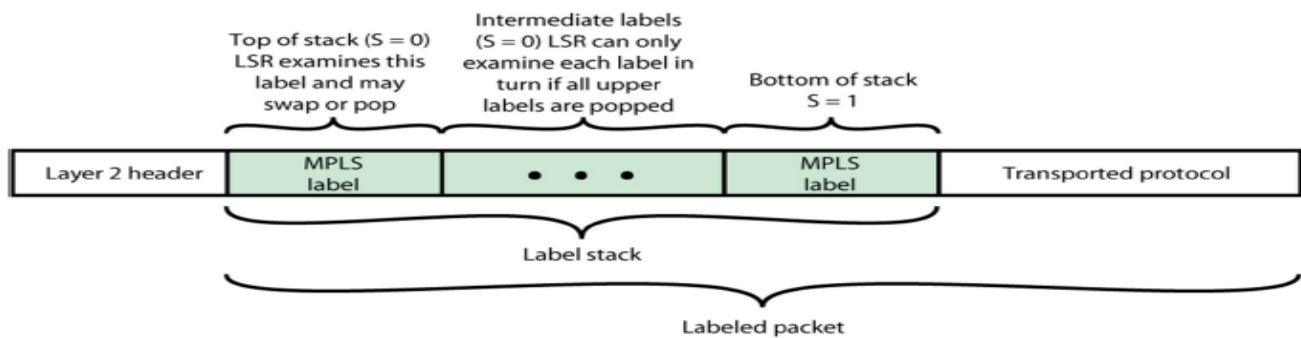 Top of stack (S = 0)
LSR examines this
label and may
swap or pop
Intermediate labels
(S = 0) LSR can only
examine each label in
turn if all upper
labels are popped
Bottom of stack
S = 1
Layer 2 header
MPLS
label
• • •
MPLS
label
Transported protocol
Label stack
Labeled packet